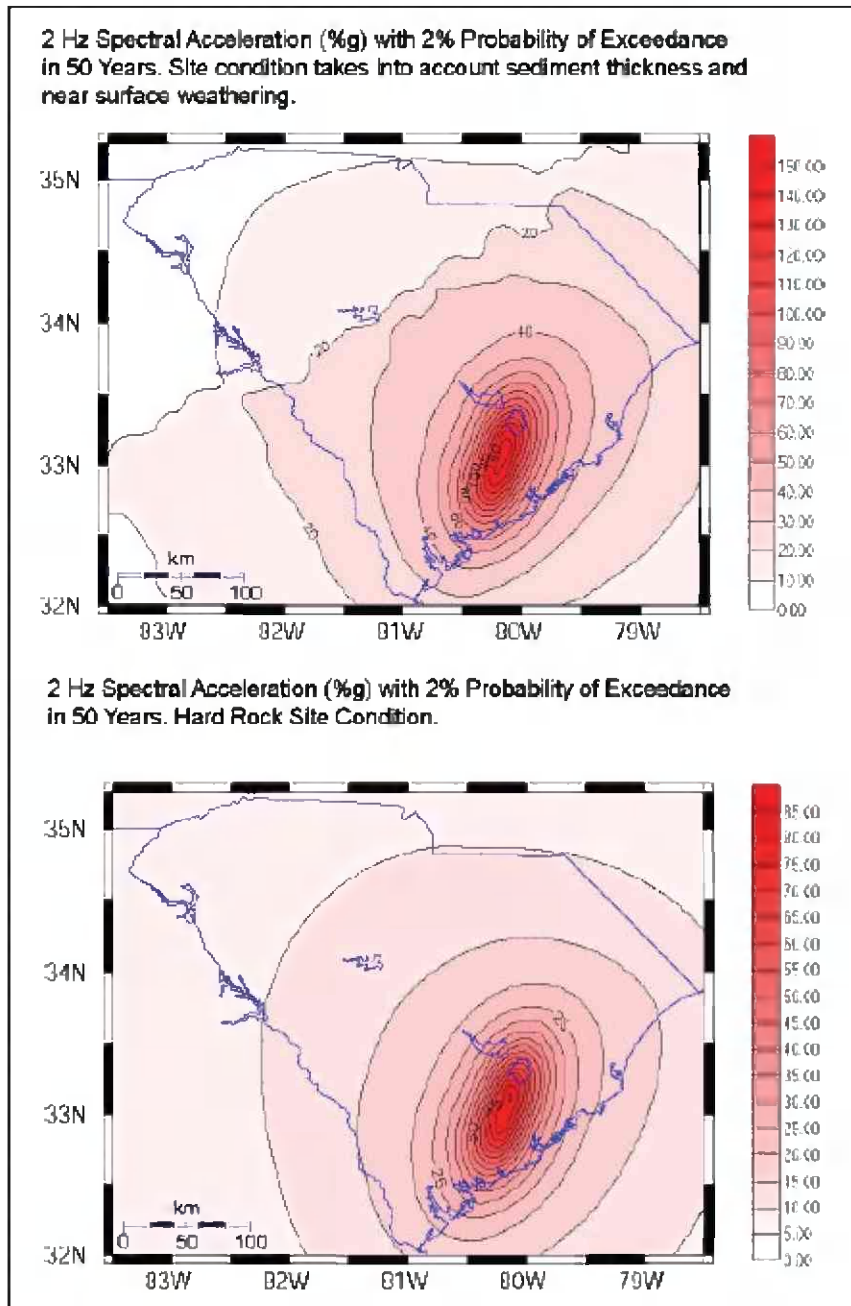 2 Hz Spectral Acceleration (%g) with 2% Probability of Exceedance
in 50 Years. Site condition takes into account sediment thickness and
near surface weathering.
35N
34N
33N
32N
83W 82W 81W 80W 79W
km
0 50 100
20
20
20
40
150.00
140.00
130.00
120.00
110.00
100.00
90.00
80.00
70.00
60.00
50.00
40.00
30.00
20.00
10.00
0.00
2 Hz Spectral Acceleration (%g) with 2% Probability of Exceedance
in 50 Years. Hard Rock Site Condition.
35N
34N
33N
32N
83W 82W 81W 80W 79W
km
0 50 100
25
85.00
75.00
70.00
65.00
55.00
50.00
45.00
40.00
35.00
30.00
25.00
20.00
15.00
10.00
5.00
0.00